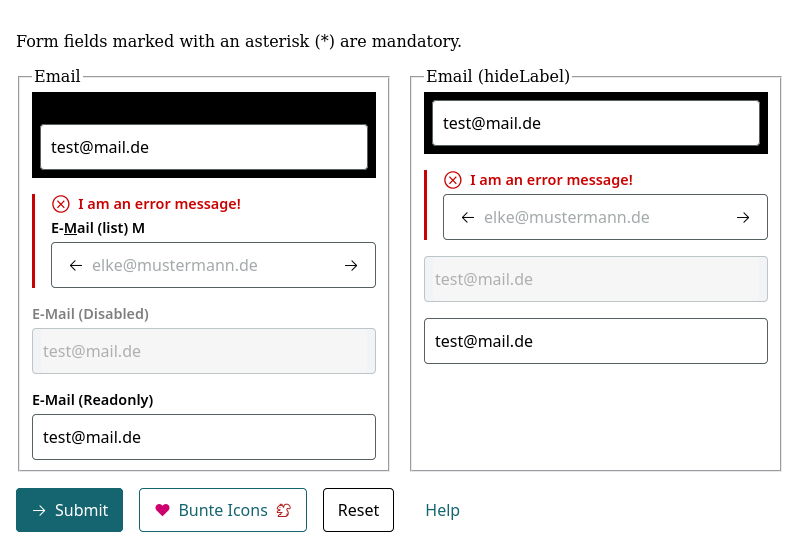 Form fields marked with an asterisk (*) are mandatory.
Email
test@mail.de
I am an error message!
E-Mail (list) M
elke@mustermann.de
E-Mail (Disabled)
test@mail.de
E-Mail (Readonly)
test@mail.de
Email (hideLabel)
test@mail.de
I am an error message!
elke@mustermann.de
test@mail.de
test@mail.de
Submit
Bunte Icons
Reset
Help